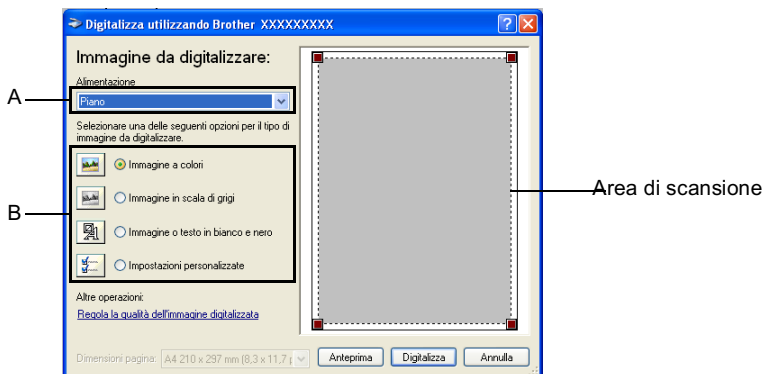 Digitalizza utilizzando Brother XXXXXXXXX
Immagine da digitalizzare:
Alimentazione
A
Piano
Selezionare una delle seguenti opzioni per il tipo di
immagine da digitalizzare.
Immagine a colori
Immagine in scala di grigi
B
Immagine o testo in bianco e nero
Impostazioni personalizzate
Area di scansione
Altre operazioni:
Regola la qualità dell'immagine digitalizzata
Dimensioni pagina: A4 210 x 297 mm (8,3 x 11,7 p
Anteprima Digitalizza Annulla